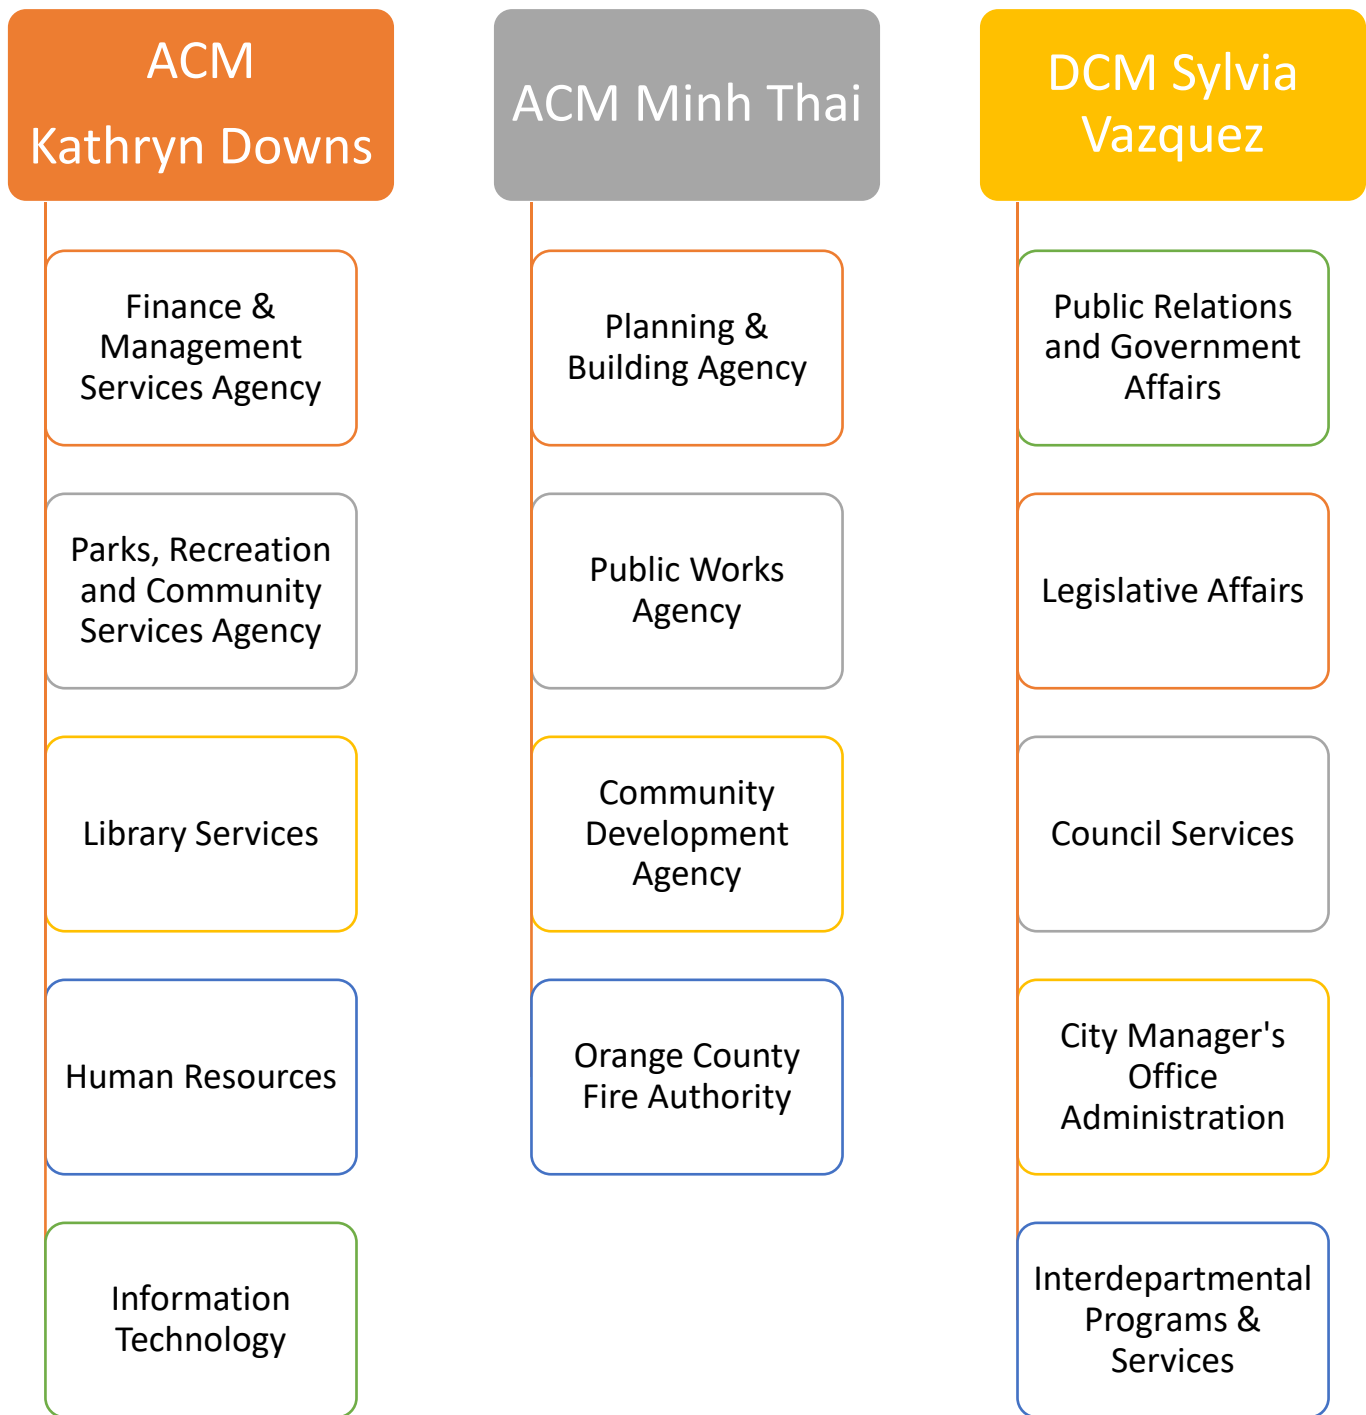 ACM
Kathryn Downs
Finance &
Management
Services Agency
Parks, Recreation
and Community
Services Agency
Library Services
Human Resources
Information
Technology
ACM Minh Thai
Planning &
Building Agency
Public Works
Agency
Community
Development
Agency
Orange County
Fire Authority
DCM Sylvia
Vazquez
Public Relations
and Government
Affairs
Legislative Affairs
Council Services
City Manager's
Office
Administration
Interdepartmental
Programs &
Services